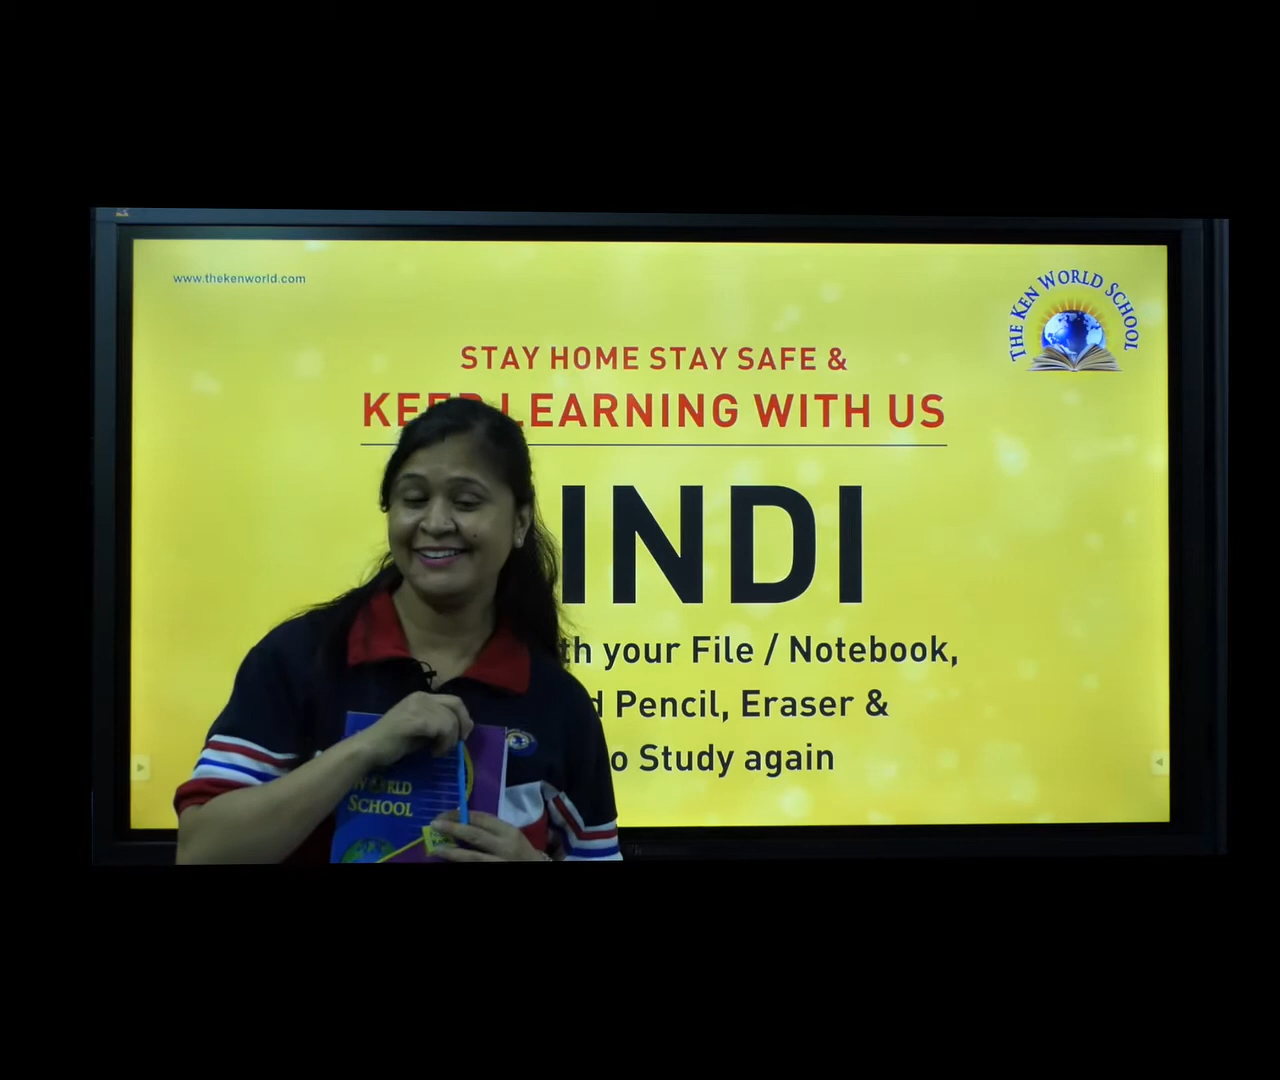 www.thekenworld.com
THE KEN WORLD SCHOOL
STAY HOME STAY SAFE &
LEARNING WITH US
INDI
your File / Notebook,
Pencil, Eraser &
Study again
WORLD
SCHOOL